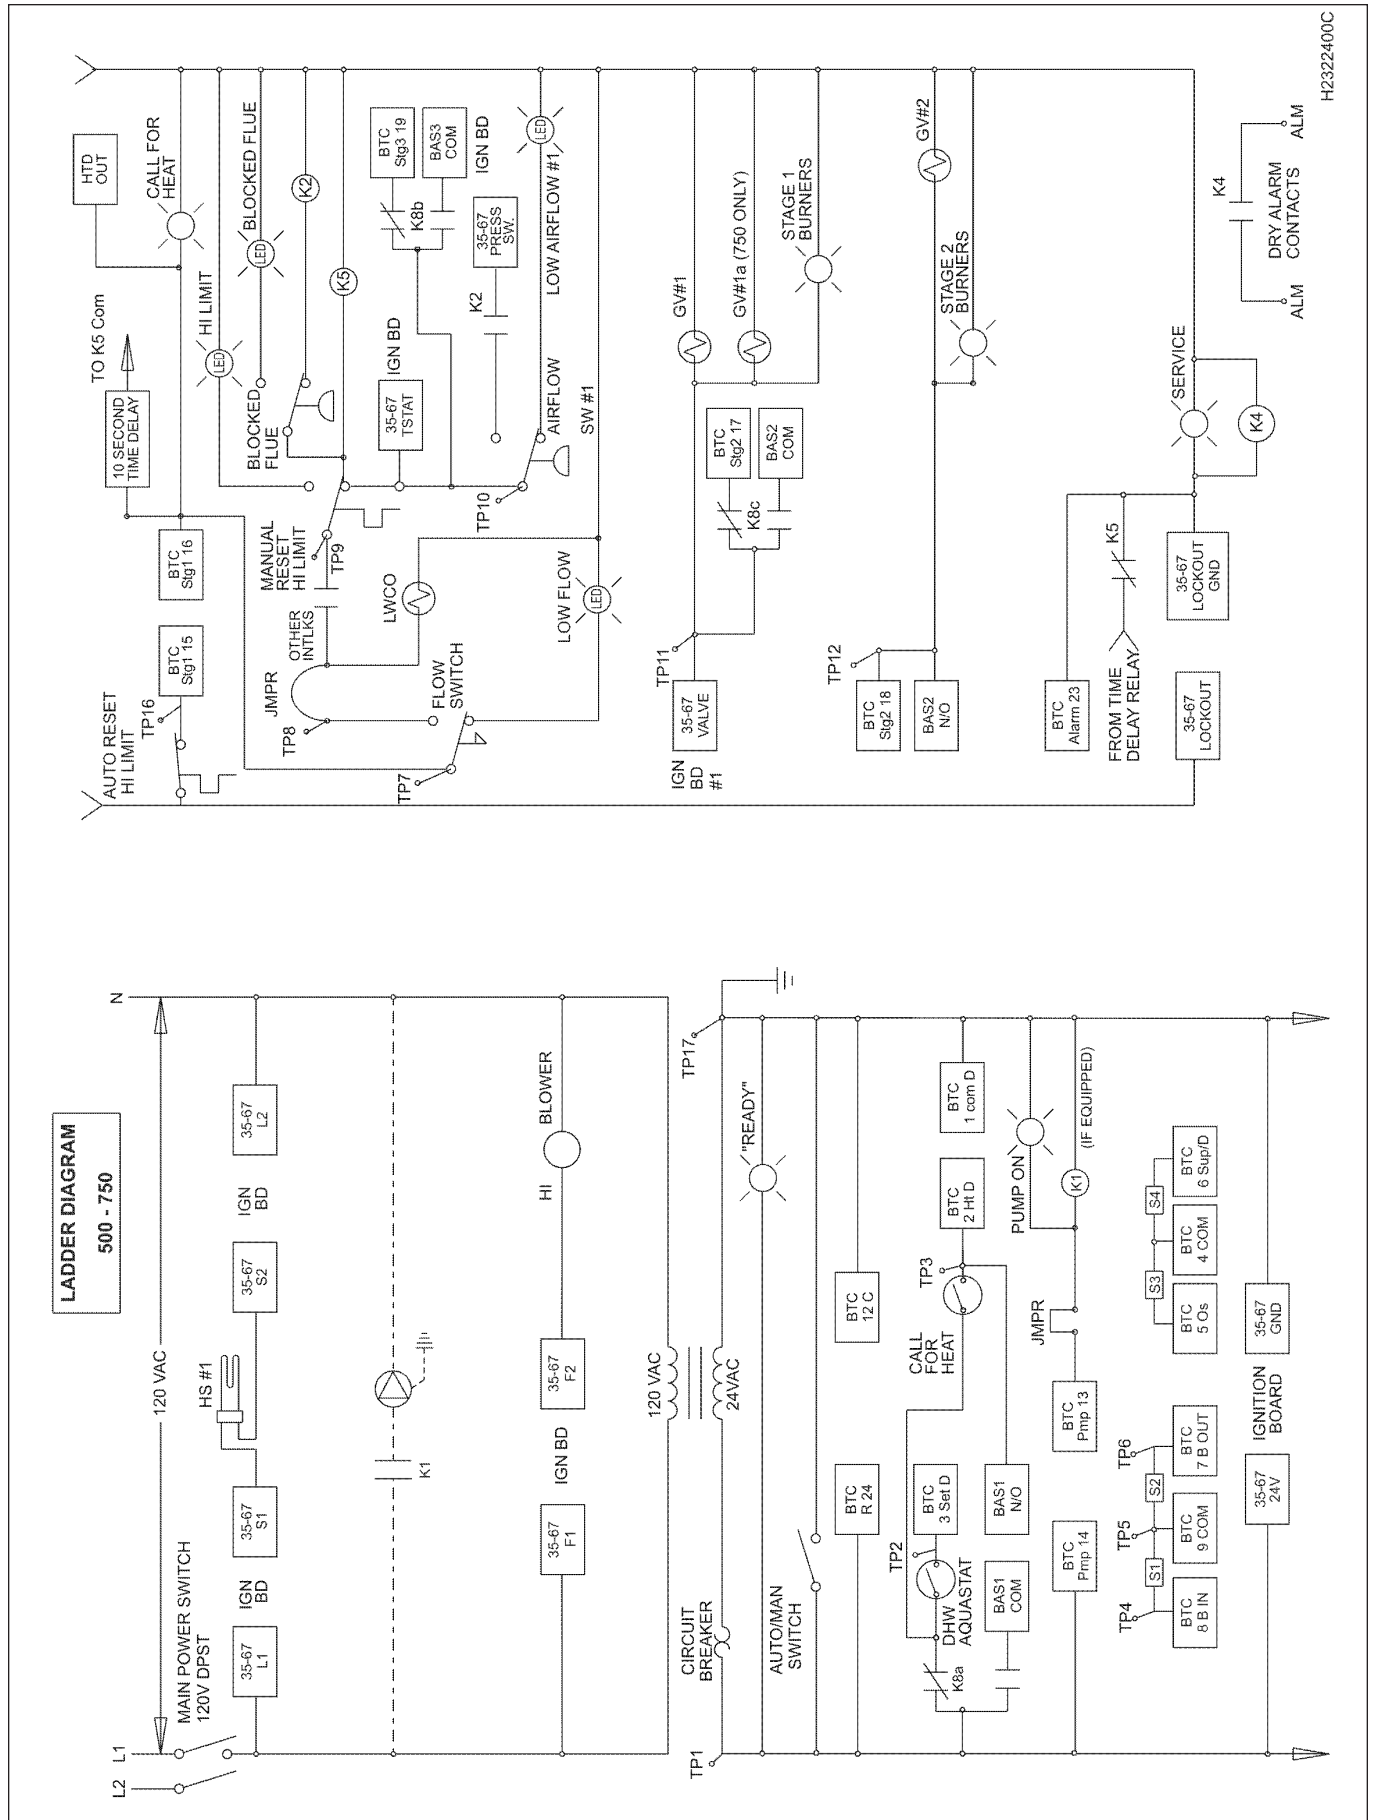 LADDER DIAGRAM
500 - 750
L2
L1
N
120 VAC
MAIN POWER SWITCH
120V DPST
35-67
L1
IGN
BD
35-67
S1
HS #1
35-67
S2
IGN
BD
35-67
L2
K1
35-67
F1
IGN BD
35-67
F2
HI
BLOWER
120 VAC
24VAC
CIRCUIT
BREAKER
TP1
TP17
"READY"
AUTO/MAN
SWITCH
BTC
R 24
BTC
12 C
K8a
DHW
AQUASTAT
TP2
BTC
3 Set D
CALL
FOR
HEAT
TP3
BTC
2 Ht D
BTC
1 com D
BAS1
COM
BAS1
N/O
PUMP ON
BTC
Pmp 14
BTC
Pmp 13
JMPR
K1
(IF EQUIPPED)
TP4
TP5
TP6
S1
S2
S3
S4
BTC
8 B IN
BTC
9 COM
BTC
7 B OUT
BTC
5 Os
BTC
4 COM
BTC
6 Sup/D
35-67
24V
IGNITION
BOARD
35-67
GND
AUTO RESET
HI LIMIT
TP16
BTC
Stg1 15
BTC
Stg1 16
10 SECOND
TIME DELAY
TO K5 Com
HTD
OUT
CALL FOR
HEAT
HI LIMIT
LED
BLOCKED
FLUE
BLOCKED FLUE
LED
K2
K5
MANUAL
RESET
HI LIMIT
TP9
OTHER
INTLKS
JMPR
TP8
LWCO
FLOW
SWITCH
TP7
LOW FLOW
LED
35-67
TSTAT
IGN BD
K8b
BTC
Stg3 19
BAS3
COM
IGN BD
K2
35-67
PRESS
SW.
TP10
AIRFLOW
SW #1
LOW AIRFLOW #1
LED
IGN
BD
#1
35-67
VALVE
TP11
K8c
BTC
Stg2 17
BAS2
COM
GV#1
GV#1a (750 ONLY)
STAGE 1
BURNERS
TP12
BTC
Stg2 18
BAS2
N/O
GV#2
STAGE 2
BURNERS
BTC
Alarm 23
FROM TIME
DELAY RELAY
K5
35-67
LOCKOUT
35-67
LOCKOUT
GND
SERVICE
K4
K4
ALM
ALM
DRY ALARM
CONTACTS
H2322400C